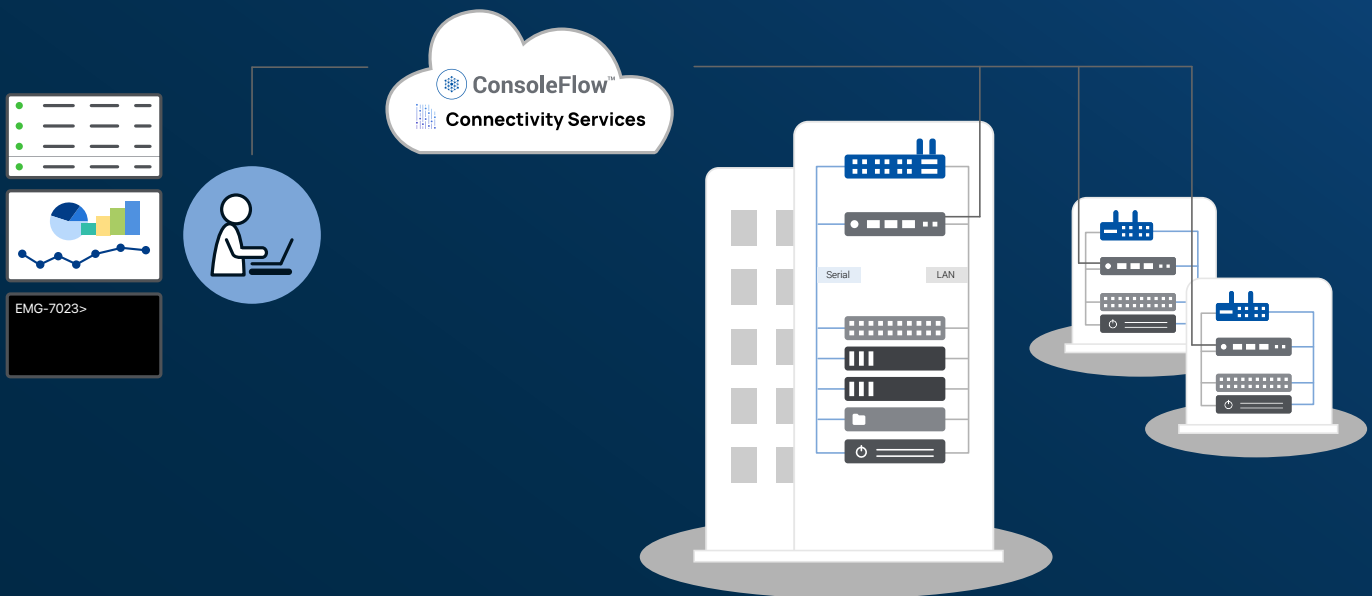 ConsoleFlow™
Connectivity Services
EMG-7023>
Serial
LAN